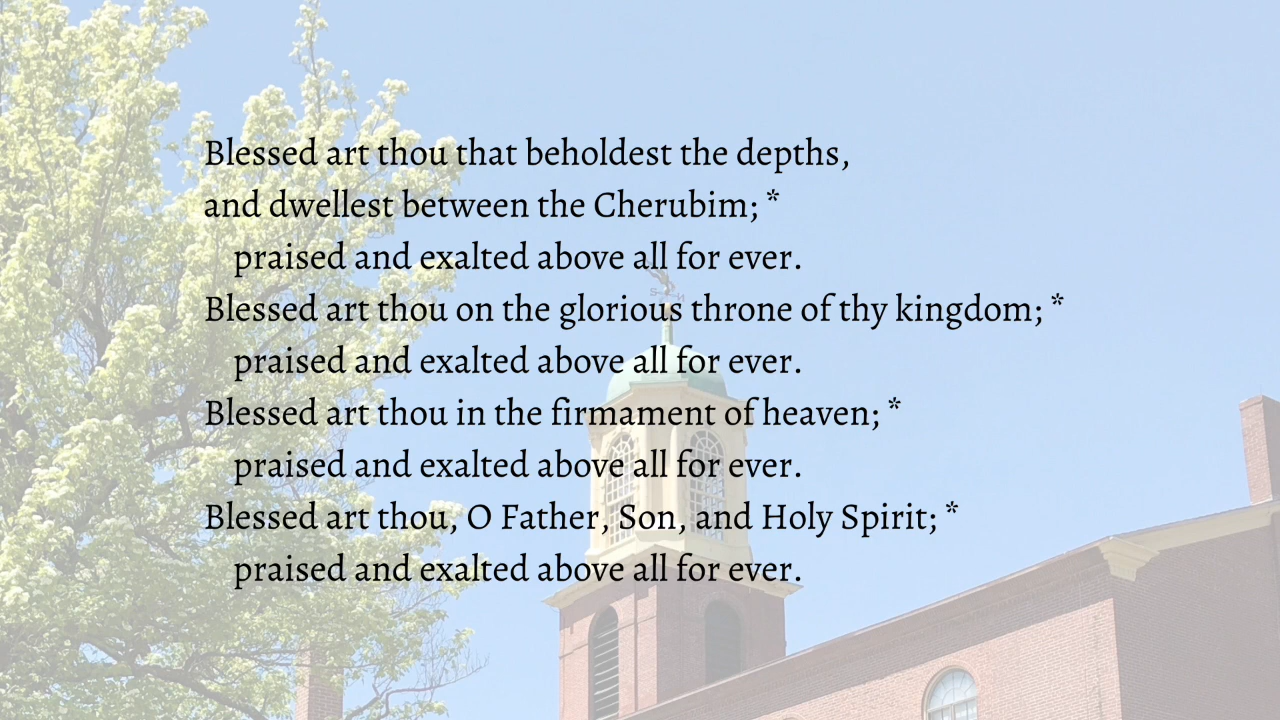 Blessed art thou that beholdest the depths,
and dwellest between the Cherubim; *
praised and exalted above all for ever.
Blessed art thou on the glorious throne of thy kingdom; *
praised and exalted above all for ever.
Blessed art thou in the firmament of heaven; *
praised and exalted above all for ever.
Blessed art thou, O Father, Son, and Holy Spirit; *
praised and exalted above all for ever.